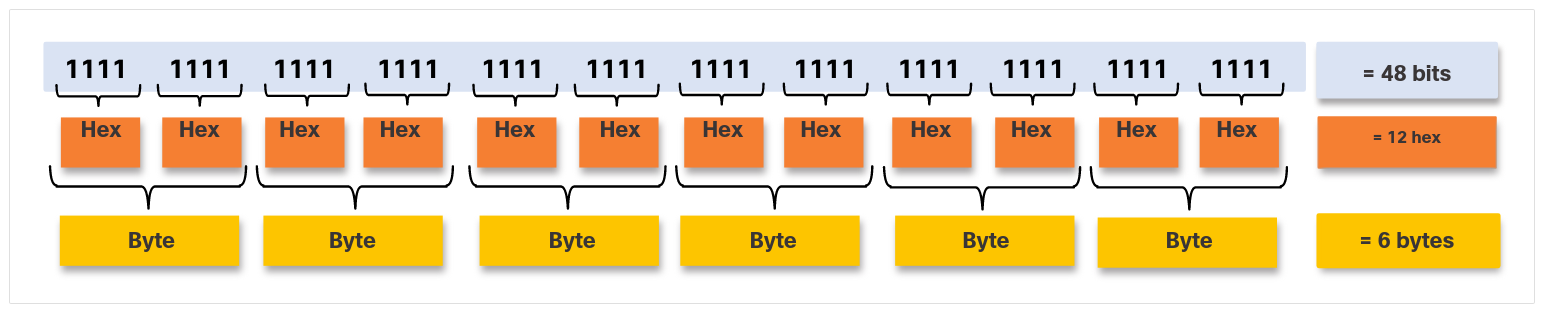 1111 1111 1111 1111 1111 1111 1111 1111 1111 1111 1111 1111 = 48 bits
Hex Hex Hex Hex Hex Hex Hex Hex Hex Hex Hex Hex = 12 hex
Byte Byte Byte Byte Byte Byte = 6 bytes